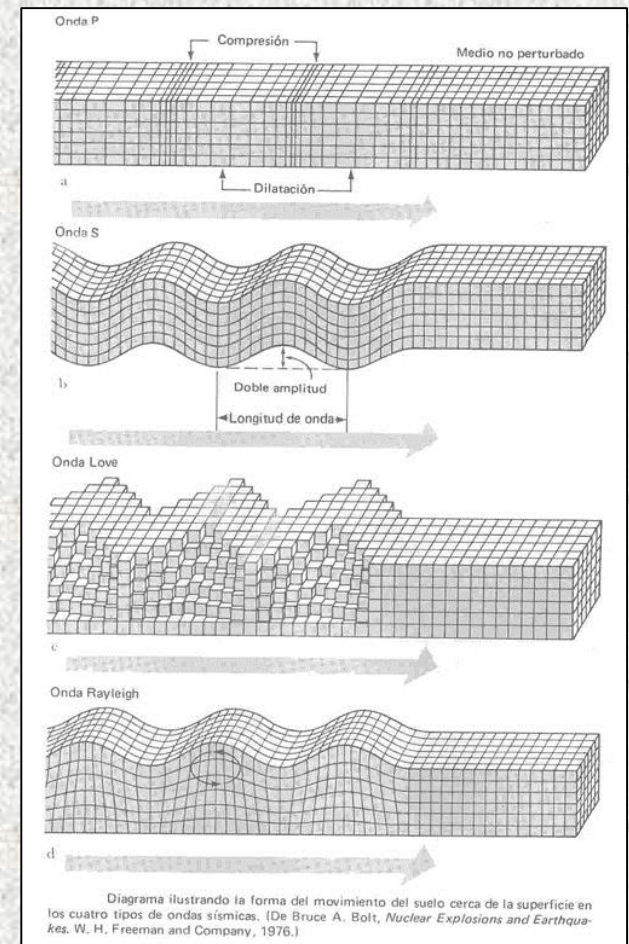 Onda P
Compresión
Medio no perturbado
a
Dilatación
Onda S
b
Doble amplitud
Longitud de onda
Onda Love
c
Onda Rayleigh
d
Diagrama ilustrando la forma del movimiento del suelo cerca de la superficie en
los cuatro tipos de ondas sísmicas. (De Bruce A. Bolt, Nuclear Explosions and Earthqua-
kes. W. H. Freeman and Company, 1976.)